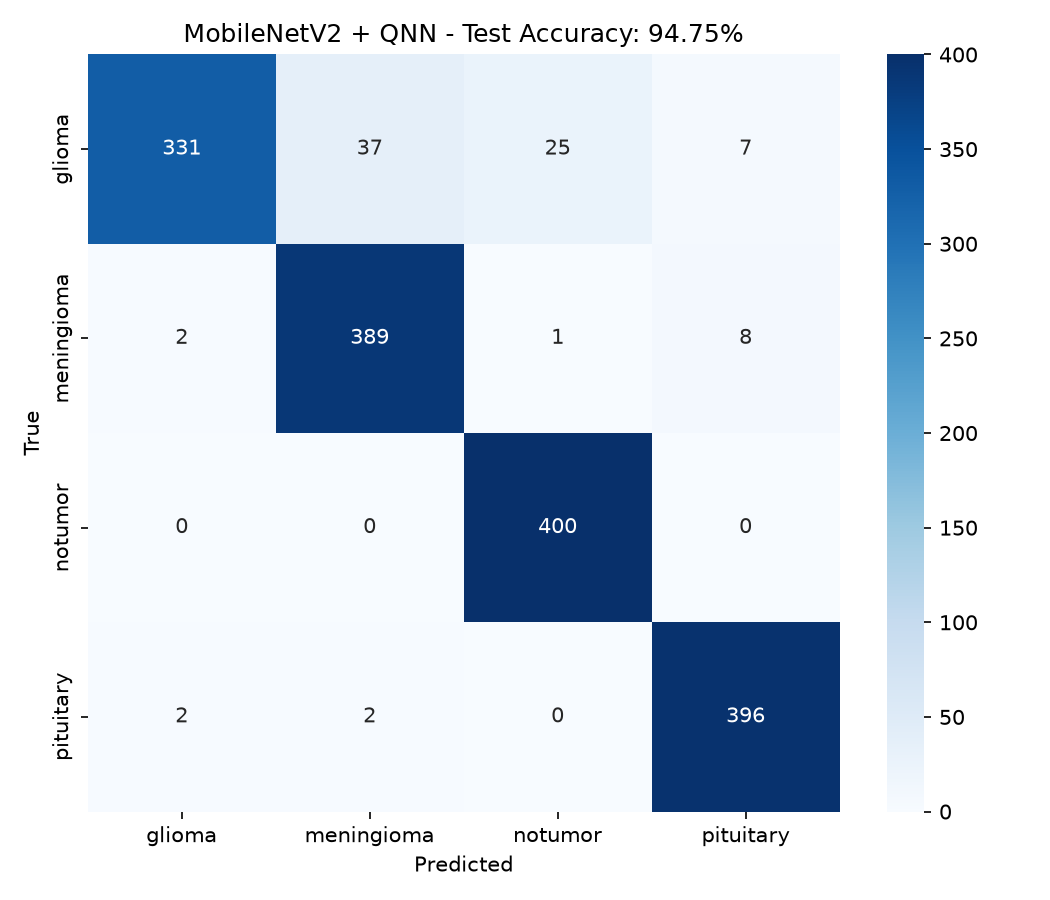 MobileNetV2 + QNN - Test Accuracy: 94.75%
glioma 331 37 25 7
meningioma 2 389 1 8
notumor 0 0 400 0
pituitary 2 2 0 396
True
glioma meningioma notumor pituitary
Predicted
400
350
300
250
200
150
100
50
0